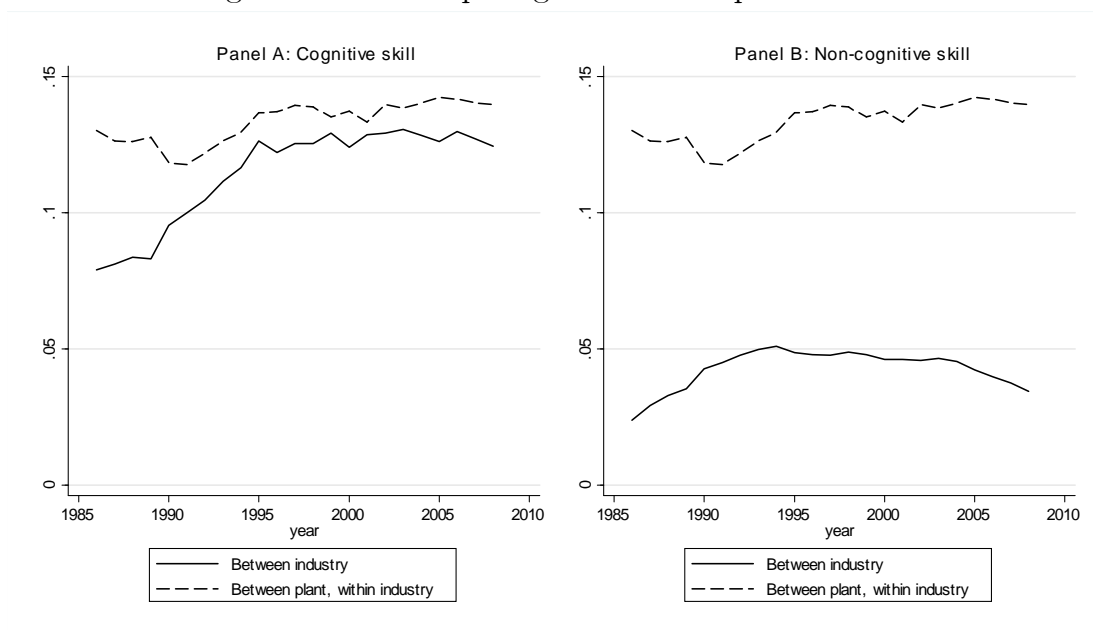 Panel A: Cognitive skill
.15
.1
.05
0
1985 1990 1995 2000 2005 2010
year
Between industry
Between plant, within industry
Panel B: Non-cognitive skill
.15
.1
.05
0
1985 1990 1995 2000 2005 2010
year
Between industry
Between plant, within industry